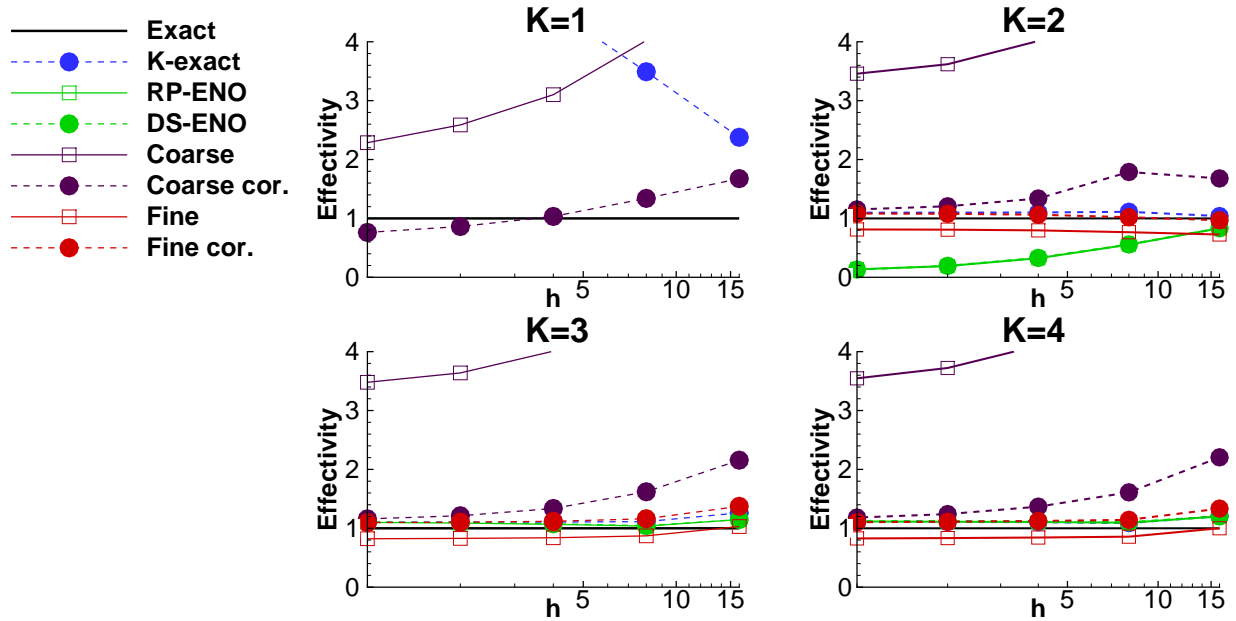 Exact
K-exact
RP-ENO
DS-ENO
Coarse
Coarse cor.
Fine
Fine cor.
K=1
Effectivity
4
3
2
1
0
h
5
10
15
K=2
Effectivity
4
3
2
1
0
h
5
10
15
K=3
Effectivity
4
3
2
1
0
h
5
10
15
K=4
Effectivity
4
3
2
1
0
h
5
10
15